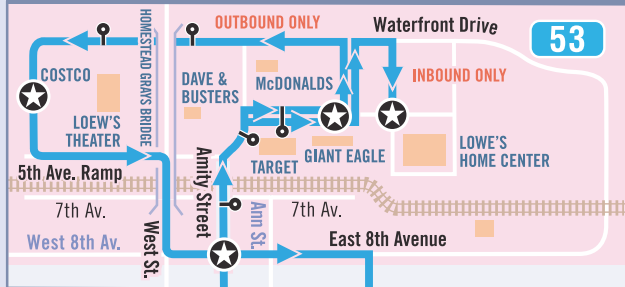 HOMESTEAD GRAYS BRIDGE
OUTBOUND ONLY
Waterfront Drive
53
COSTCO
DAVE &
BUSTERS
McDONALDS
INBOUND ONLY
LOEW'S
THEATER
TARGET
GIANT EAGLE
LOWE'S
HOME CENTER
5th Ave. Ramp
Amity Street
7th Av.
Ann St.
7th Av.
West 8th Av.
West St.
East 8th Avenue